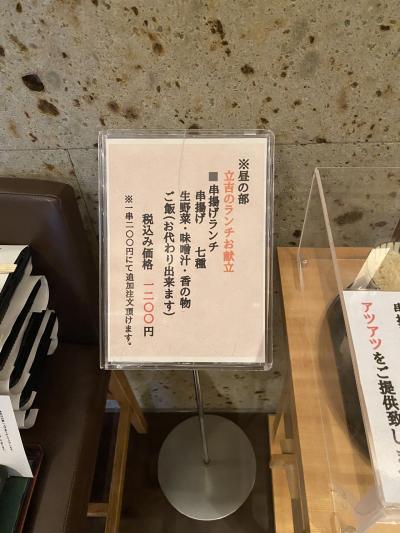 ※昼の部
立吉のランチお献立
■串揚げランチ
串揚げ 七種
生野菜・味噌汁・香の物
ご飯(お代わり出来ます)
税込み価格 一二〇〇円
※一串二〇〇円にて追加注文頂けます。
アツアツをご提供致し